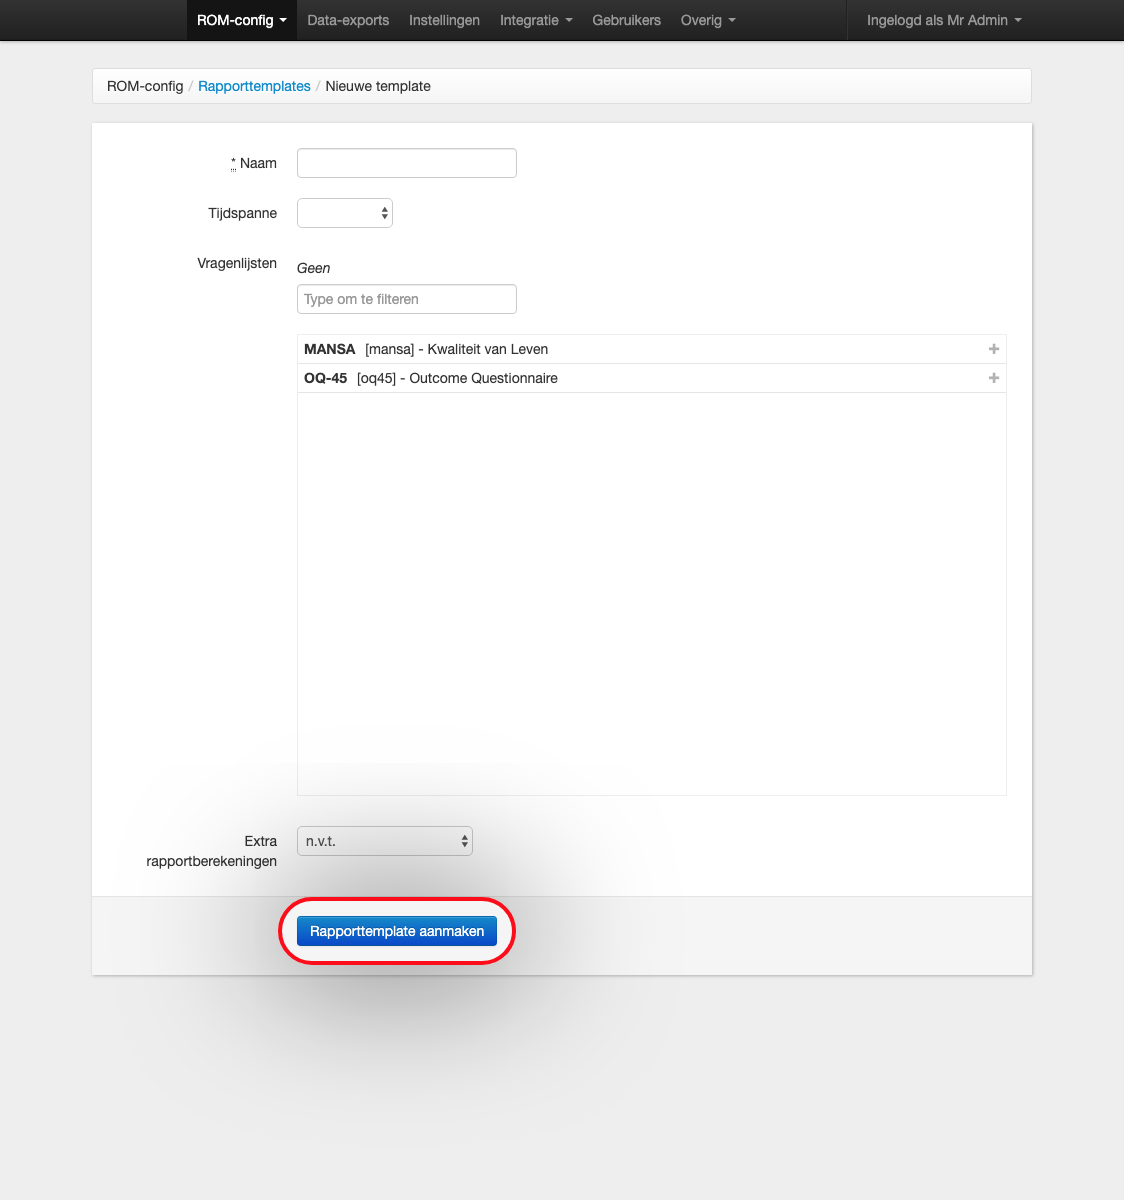 ROM-config Data-exports Instellingen Integratie Gebruikers Overig Ingelogd als Mr Admin
ROM-config / Rapporttemplates / Nieuwe template
* Naam
Tijdspanne
Vragenlijsten
Geen
Type om te filteren
MANSA [mansa] - Kwaliteit van Leven
OQ-45 [oq45] - Outcome Questionnaire
Extra
rapportberekeningen
n.v.t.
Rapporttemplate aanmaken